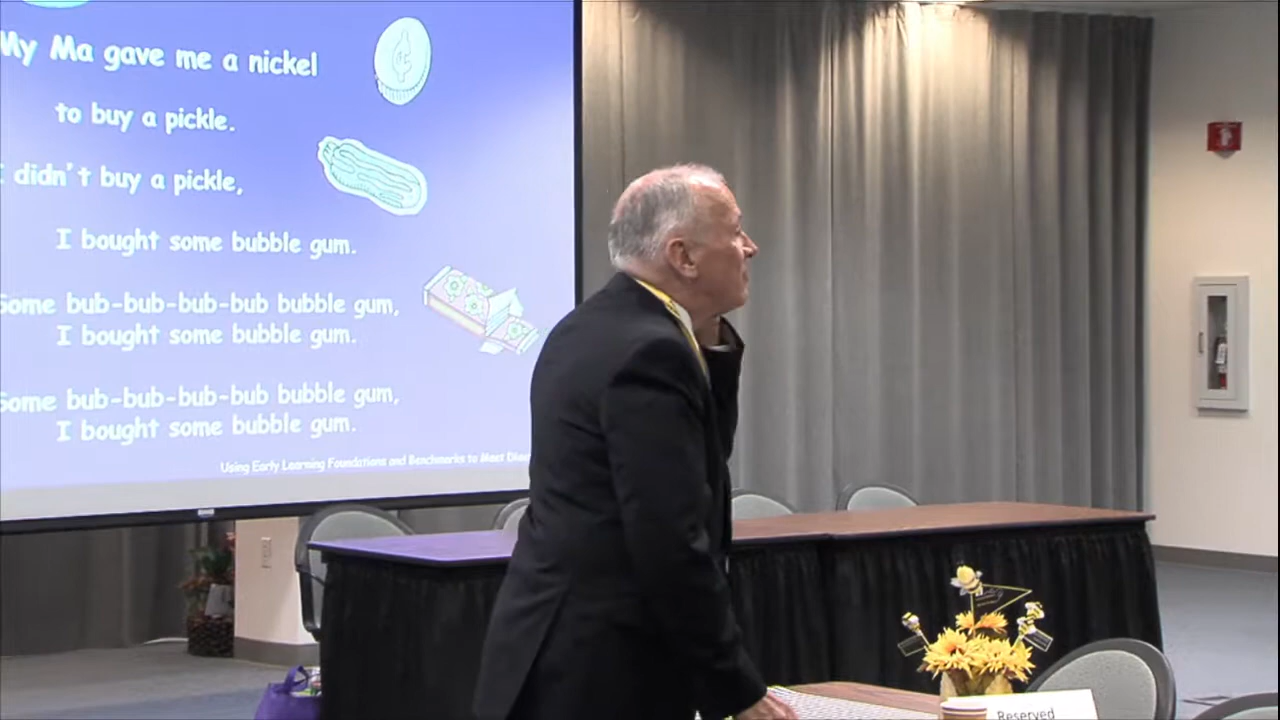 My Ma gave me a nickel
to buy a pickle.
I didn't buy a pickle,
I bought some bubble gum.
Some bub-bub-bub-bub bubble gum,
I bought some bubble gum.
Some bub-bub-bub-bub bubble gum,
I bought some bubble gum.
Using Early Learning Foundations and Benchmarks to Meet
Reserved